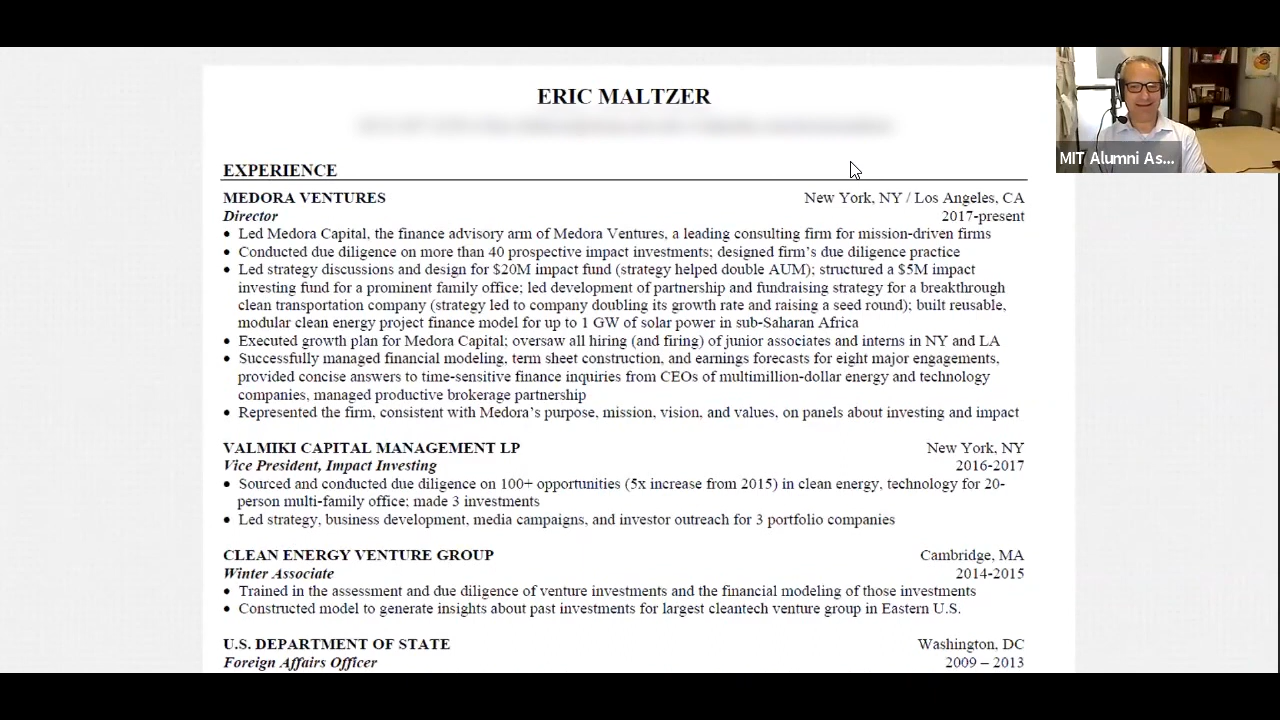 ERIC MALTZER
MIT Alumni As...
EXPERIENCE
MEDORA VENTURES New York, NY / Los Angeles, CA
Director 2017-present
• Led Medora Capital, the finance advisory arm of Medora Ventures, a leading consulting firm for mission-driven firms
• Conducted due diligence on more than 40 prospective impact investments; designed firm's due diligence practice
• Led strategy discussions and design for $20M impact fund (strategy helped double AUM); structured a $5M impact
investing fund for a prominent family office; led development of partnership and fundraising strategy for a breakthrough
clean transportation company (strategy led to company doubling its growth rate and raising a seed round); built reusable,
modular clean energy project finance model for up to 1 GW of solar power in sub-Saharan Africa
• Executed growth plan for Medora Capital; oversaw all hiring (and firing) of junior associates and interns in NY and LA
• Successfully managed financial modeling, term sheet construction, and earnings forecasts for eight major engagements,
provided concise answers to time-sensitive finance inquiries from CEOs of multimillion-dollar energy and technology
companies, managed productive brokerage partnership
• Represented the firm, consistent with Medora's purpose, mission, vision, and values, on panels about investing and impact
VALMIKI CAPITAL MANAGEMENT LP New York, NY
Vice President, Impact Investing 2016-2017
• Sourced and conducted due diligence on 100+ opportunities (5x increase from 2015) in clean energy, technology for 20-
person multi-family office; made 3 investments
• Led strategy, business development, media campaigns, and investor outreach for 3 portfolio companies
CLEAN ENERGY VENTURE GROUP Cambridge, MA
Winter Associate 2014-2015
• Trained in the assessment and due diligence of venture investments and the financial modeling of those investments
• Constructed model to generate insights about past investments for largest cleantech venture group in Eastern U.S.
U.S. DEPARTMENT OF STATE Washington, DC
Foreign Affairs Officer 2009 – 2013